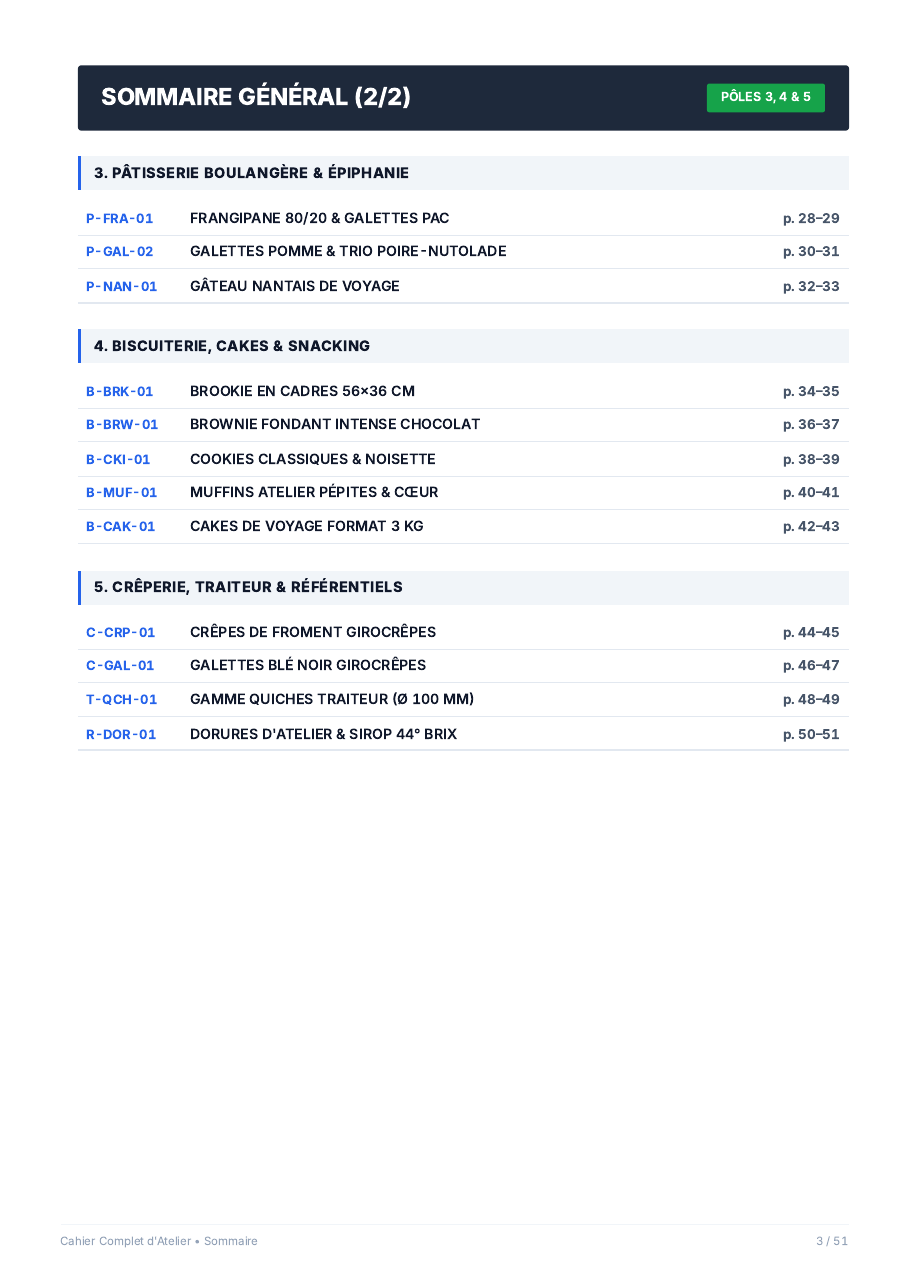 SOMMAIRE GÉNÉRAL (2/2)
PÔLES 3, 4 & 5
3. PÂTISSERIE BOULANGÈRE & ÉPIPHANIE
P-FRA-01 FRANGIPANE 80/20 & GALETTES PAC p. 28–29
P-GAL-02 GALETTES POMME & TRIO POIRE-NUTOLADE p. 30–31
P-NAN-01 GÂTEAU NANTAIS DE VOYAGE p. 32–33
4. BISCUITERIE, CAKES & SNACKING
B-BRK-01 BROOKIE EN CADRES 56×36 CM p. 34–35
B-BRW-01 BROWNIE FONDANT INTENSE CHOCOLAT p. 36–37
B-CKI-01 COOKIES CLASSIQUES & NOISETTE p. 38–39
B-MUF-01 MUFFINS ATELIER PÉPITES & CŒUR p. 40–41
B-CAK-01 CAKES DE VOYAGE FORMAT 3 KG p. 42–43
5. CRÊPERIE, TRAITEUR & RÉFÉRENTIELS
C-CRP-01 CRÊPES DE FROMENT GIROCRÊPES p. 44–45
C-GAL-01 GALETTES BLÉ NOIR GIROCRÊPES p. 46–47
T-QCH-01 GAMME QUICHES TRAITEUR (Ø 100 MM) p. 48–49
R-DOR-01 DORURES D'ATELIER & SIROP 44° BRIX p. 50–51
Cahier Complet d'Atelier • Sommaire 3 / 51